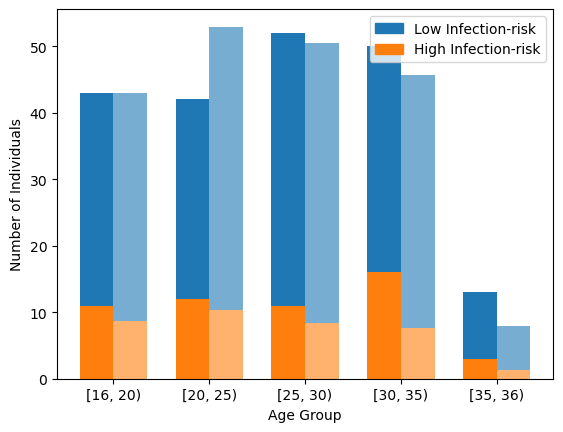 Low Infection-risk
High Infection-risk
Number of Individuals
50
40
30
20
10
0
[16, 20)
[20, 25)
[25, 30)
[30, 35)
[35, 36)
Age Group